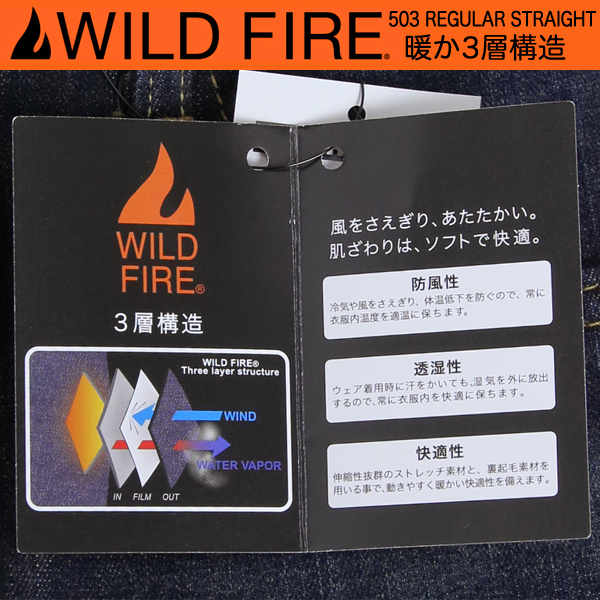 WILD FIRE®
503 REGULAR STRAIGHT
暖か3層構造
WILD
FIRE®
3層構造
WILD FIRE®
Three layer structure
WIND
WATER VAPOR
IN FILM OUT
風をさえぎり、あたたかい。
肌ざわりは、ソフトで快適。
防風性
冷気や風をさえぎり、体温低下を防ぐので、常に
衣服内温度を適温に保ちます。
透湿性
ウェア着用時に汗をかいても、湿気を外に放出
するので、常に衣服内を快適に保ちます。
快適性
伸縮性抜群のストレッチ素材と、裏起毛素材を
用いる事で、動きやすく暖かい快適性を備えます。